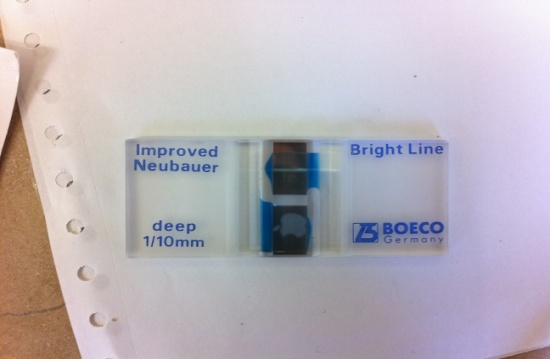 Improved
Neubauer
deep
1/10mm
Bright Line
BOECO
Germany